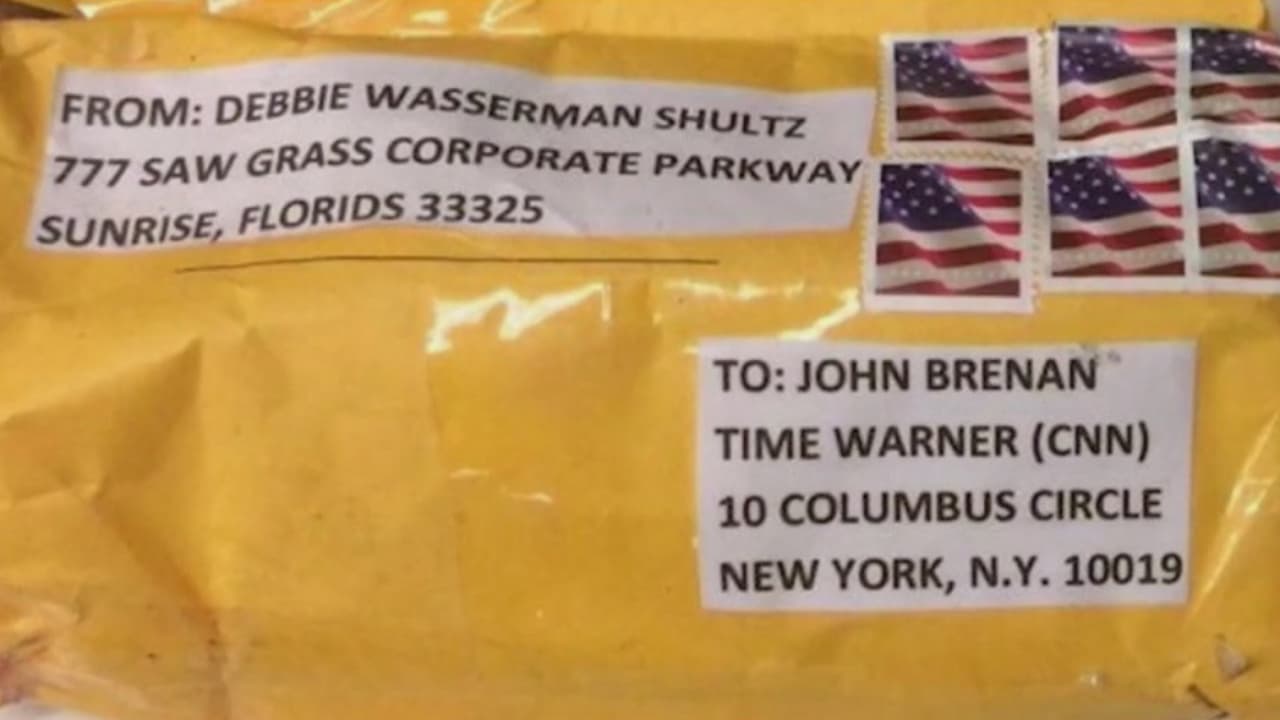 FROM: DEBBIE WASSERMAN SHULTZ
777 SAW GRASS CORPORATE PARKWAY
SUNRISE, FLORIDS 33325
TO: JOHN BRENAN
TIME WARNER (CNN)
10 COLUMBUS CIRCLE
NEW YORK, N.Y. 10019